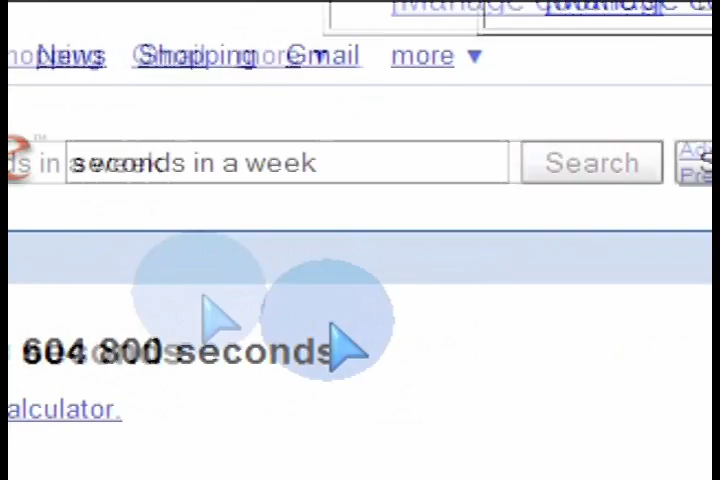 News Shopping Gmail more ▼
seconds in a week Search
604 800 seconds
alculator.